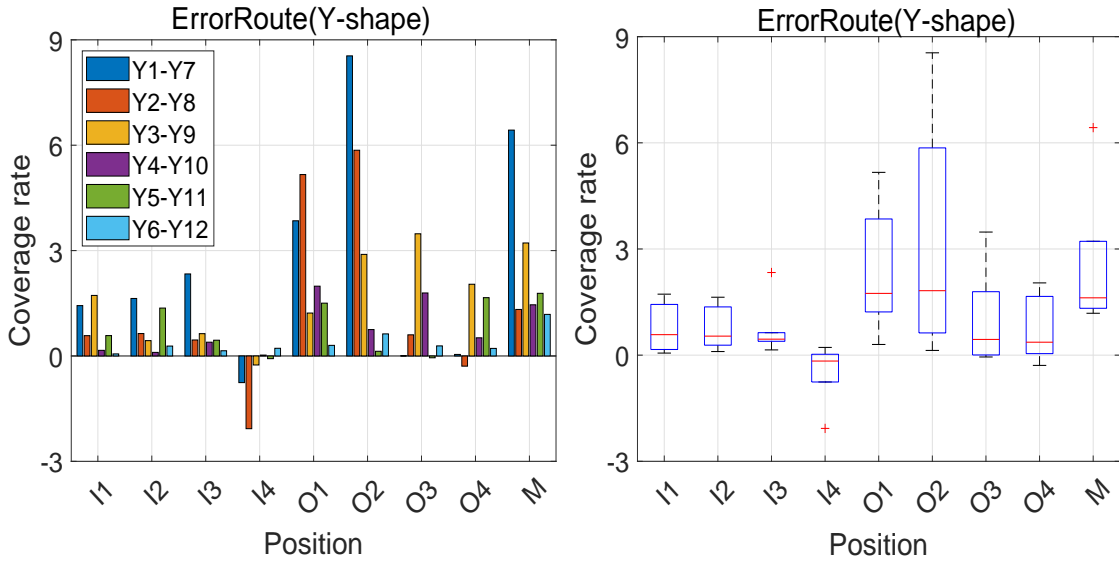 ErrorRoute(Y-shape)
9
6
3
0
-3
Coverage rate
Y1-Y7
Y2-Y8
Y3-Y9
Y4-Y10
Y5-Y11
Y6-Y12
I1 I2 I3 I4 O1 O2 O3 O4 M
Position
ErrorRoute(Y-shape)
9
6
3
0
-3
Coverage rate
I1 I2 I3 I4 O1 O2 O3 O4 M
Position